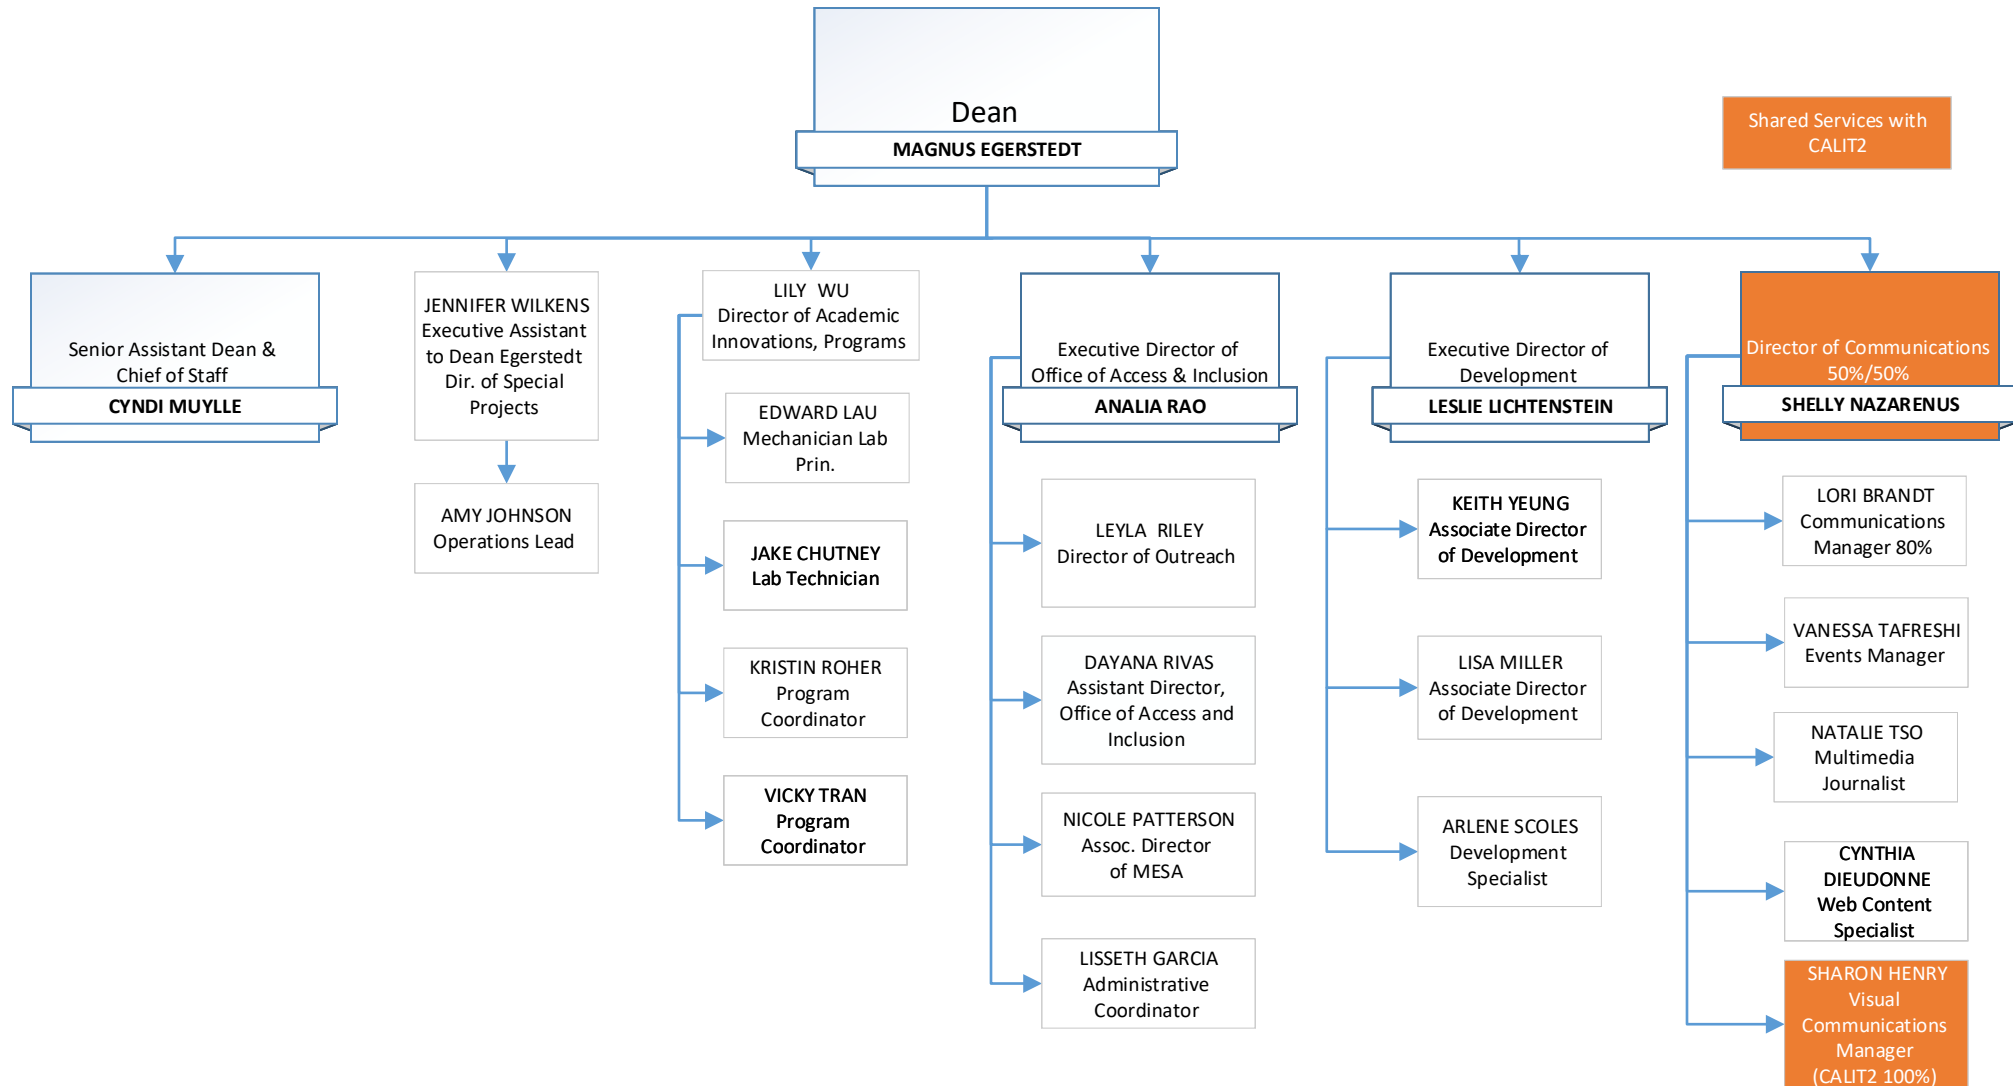 Dean
MAGNUS EGERSTEDT
Shared Services with
CALIT2
Senior Assistant Dean &
Chief of Staff
CYNDI MUYLLE
JENNIFER WILKENS
Executive Assistant
to Dean Egerstedt
Dir. of Special
Projects
AMY JOHNSON
Operations Lead
LILY WU
Director of Academic
Innovations, Programs
EDWARD LAU
Mechanician Lab
Prin.
JAKE CHUTNEY
Lab Technician
KRISTIN ROHER
Program
Coordinator
VICKY TRAN
Program
Coordinator
Executive Director of
Office of Access & Inclusion
ANALIA RAO
LEYLA RILEY
Director of Outreach
DAYANA RIVAS
Assistant Director,
Office of Access and
Inclusion
NICOLE PATTERSON
Assoc. Director
of MESA
LISSETH GARCIA
Administrative
Coordinator
Executive Director of
Development
LESLIE LICHTENSTEIN
KEITH YEUNG
Associate Director
of Development
LISA MILLER
Associate Director
of Development
ARLENE SCOLES
Development
Specialist
Director of Communications
50%/50%
SHELLY NAZARENUS
LORI BRANDT
Communications
Manager 80%
VANESSA TAFRESHI
Events Manager
NATALIE TSO
Multimedia
Journalist
CYNTHIA
DIEUDONNE
Web Content
Specialist
SHARON HENRY
Visual
Communications
Manager
(CALIT2 100%)